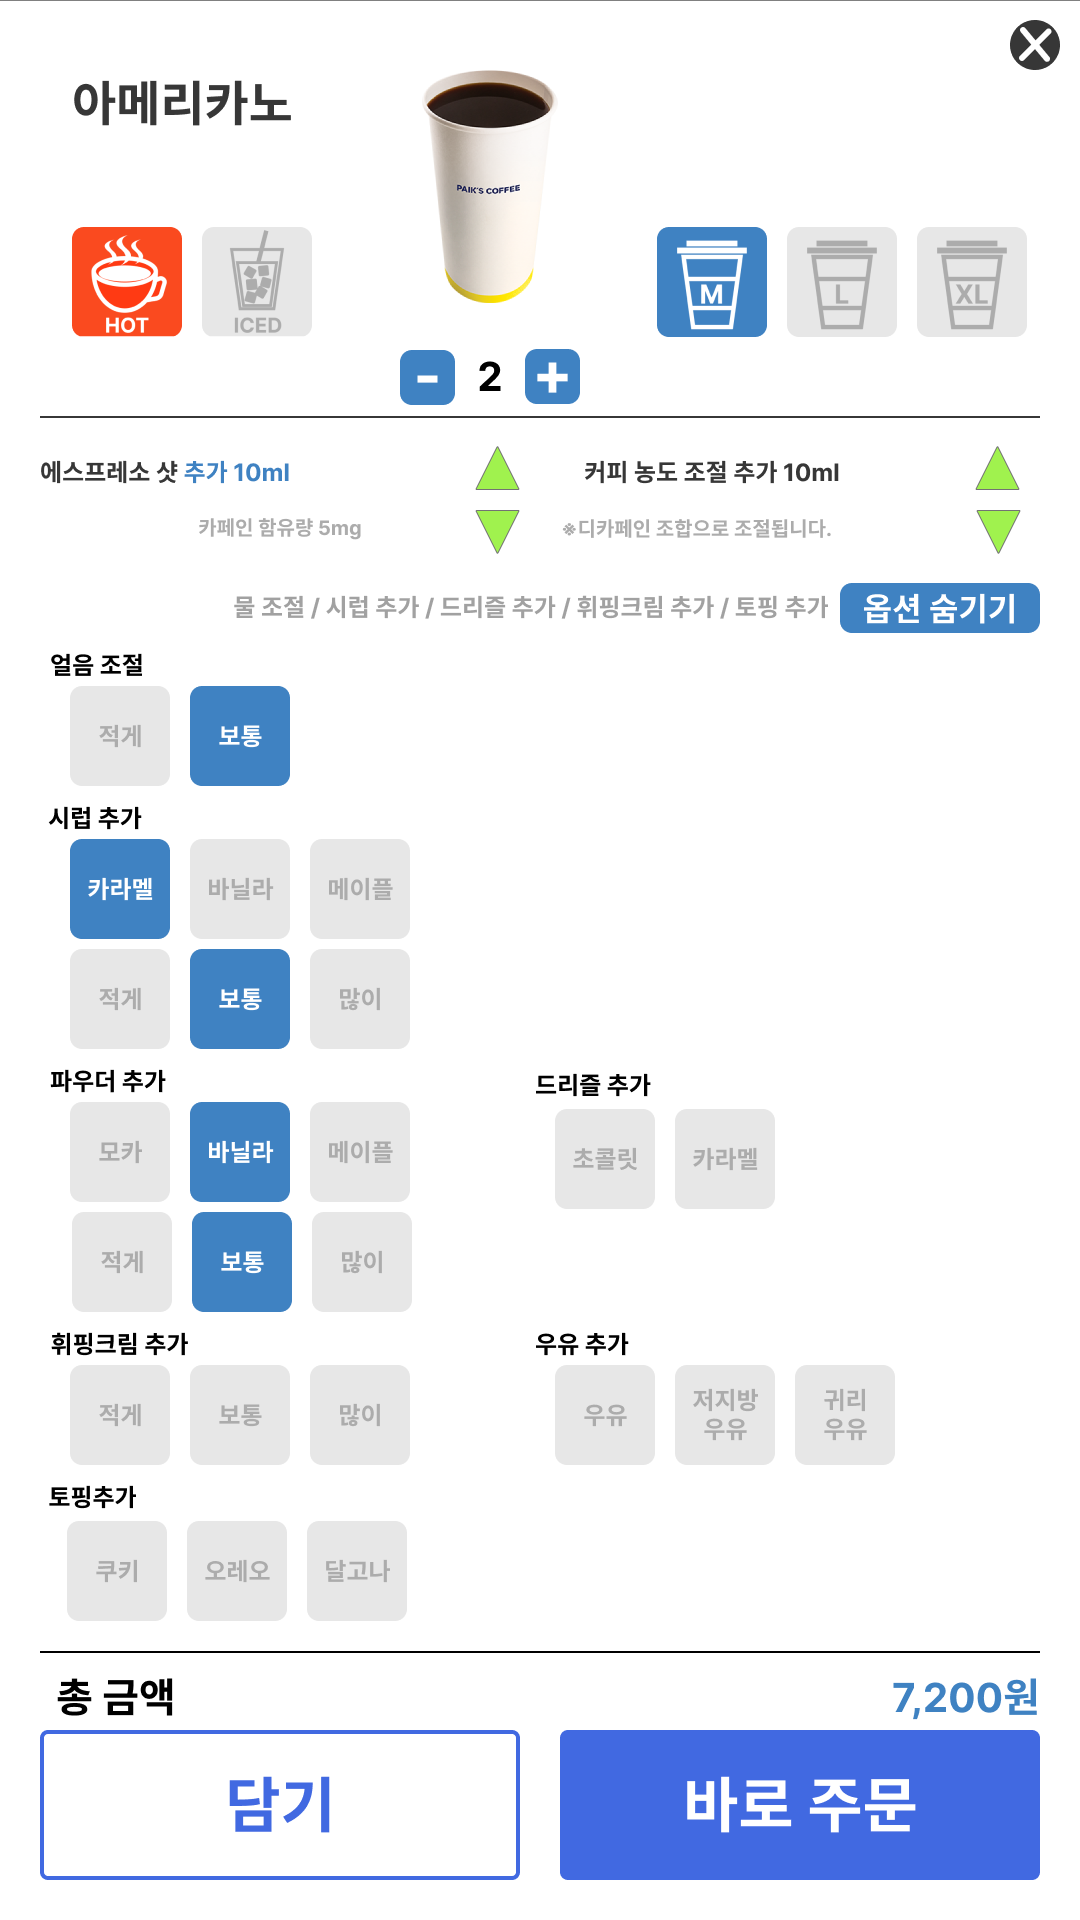 아메리카노
PAIK'S COFFEE
HOT
ICED
M
L
XL
- 2 +
에스프레소 샷 추가 10ml
커피 농도 조절 추가 10ml
카페인 함유량 5mg
※디카페인 조합으로 조절됩니다.
물 조절 / 시럽 추가 / 드리즐 추가 / 휘핑크림 추가 / 토핑 추가
옵션 숨기기
얼음 조절
적게 보통
시럽 추가
카라멜 바닐라 메이플
적게 보통 많이
파우더 추가
모카 바닐라 메이플
적게 보통 많이
드리즐 추가
초콜릿 카라멜
휘핑크림 추가
적게 보통 많이
우유 추가
우유
저지방
우유
귀리
우유
토핑추가
쿠키 오레오 달고나
총 금액
7,200원
담기
바로 주문